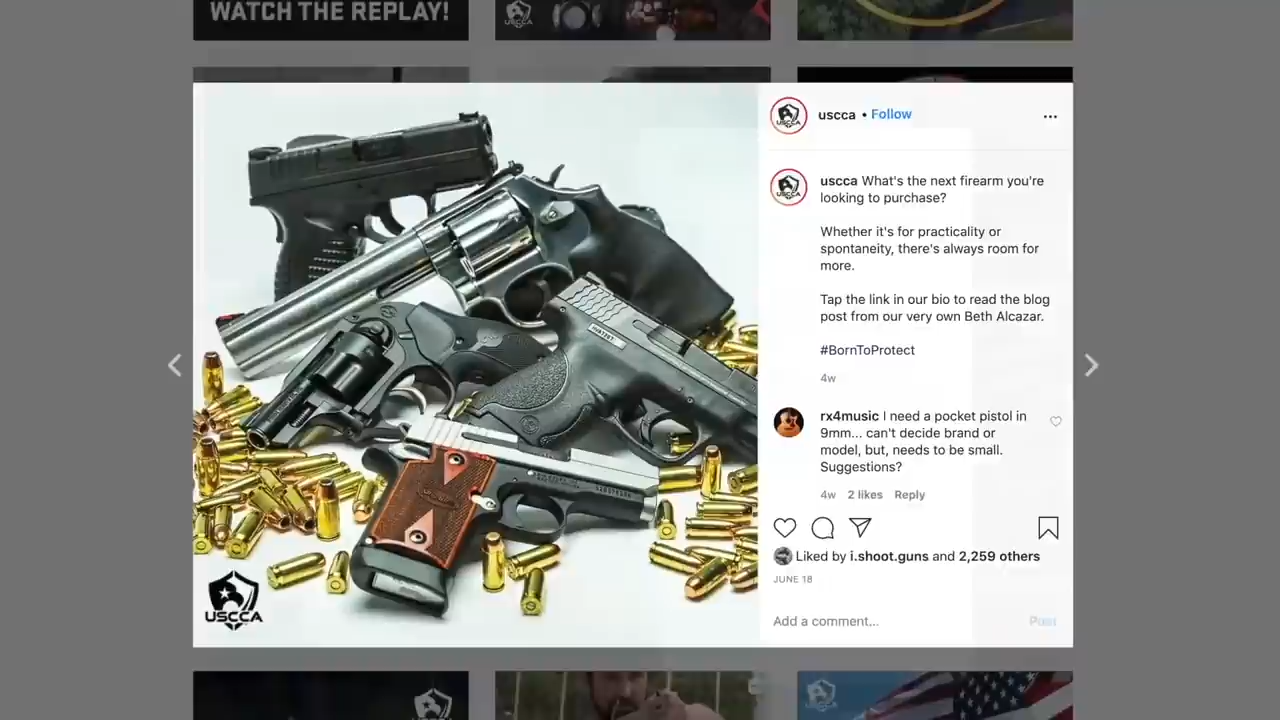 WATCH THE REPLAY!
USCCA
uscca • Follow
uscca What's the next firearm you're
looking to purchase?
Whether it's for practicality or
spontaneity, there's always room for
more.
Tap the link in our bio to read the blog
post from our very own Beth Alcazar.
#BornToProtect
4w
rx4music I need a pocket pistol in
9mm... can't decide brand or
model, but, needs to be small.
Suggestions?
4w 2 likes Reply
Liked by i.shoot.guns and 2,259 others
JUNE 18
Add a comment...
Post
USCCA